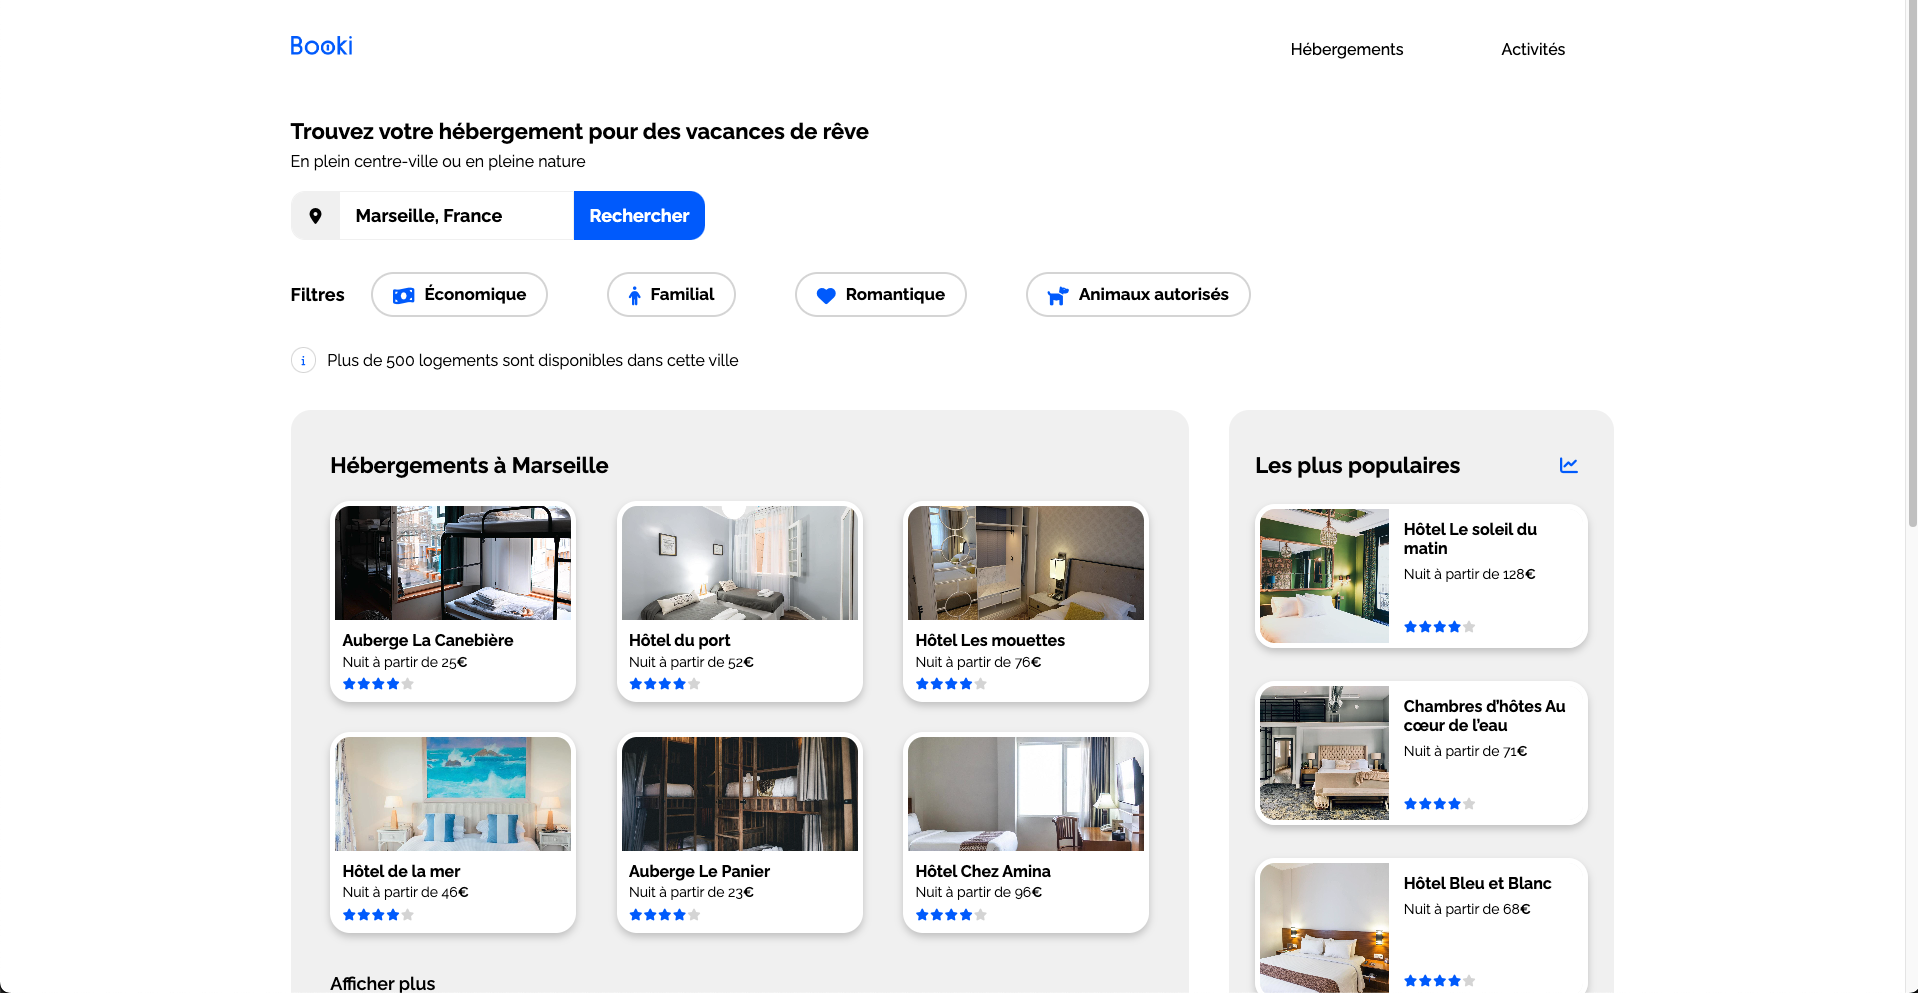 Booki
Hébergements
Activités
Trouvez votre hébergement pour des vacances de rêve
En plein centre-ville ou en pleine nature
Marseille, France
Rechercher
Filtres
Économique
Familial
Romantique
Animaux autorisés
Plus de 500 logements sont disponibles dans cette ville
Hébergements à Marseille
Auberge La Canebière
Nuit à partir de 25€
Hôtel du port
Nuit à partir de 52€
Hôtel Les mouettes
Nuit à partir de 76€
Hôtel de la mer
Nuit à partir de 46€
Auberge Le Panier
Nuit à partir de 23€
Hôtel Chez Amina
Nuit à partir de 96€
Afficher plus
Les plus populaires
Hôtel Le soleil du
matin
Nuit à partir de 128€
Chambres d’hôtes Au
cœur de l’eau
Nuit à partir de 71€
Hôtel Bleu et Blanc
Nuit à partir de 68€